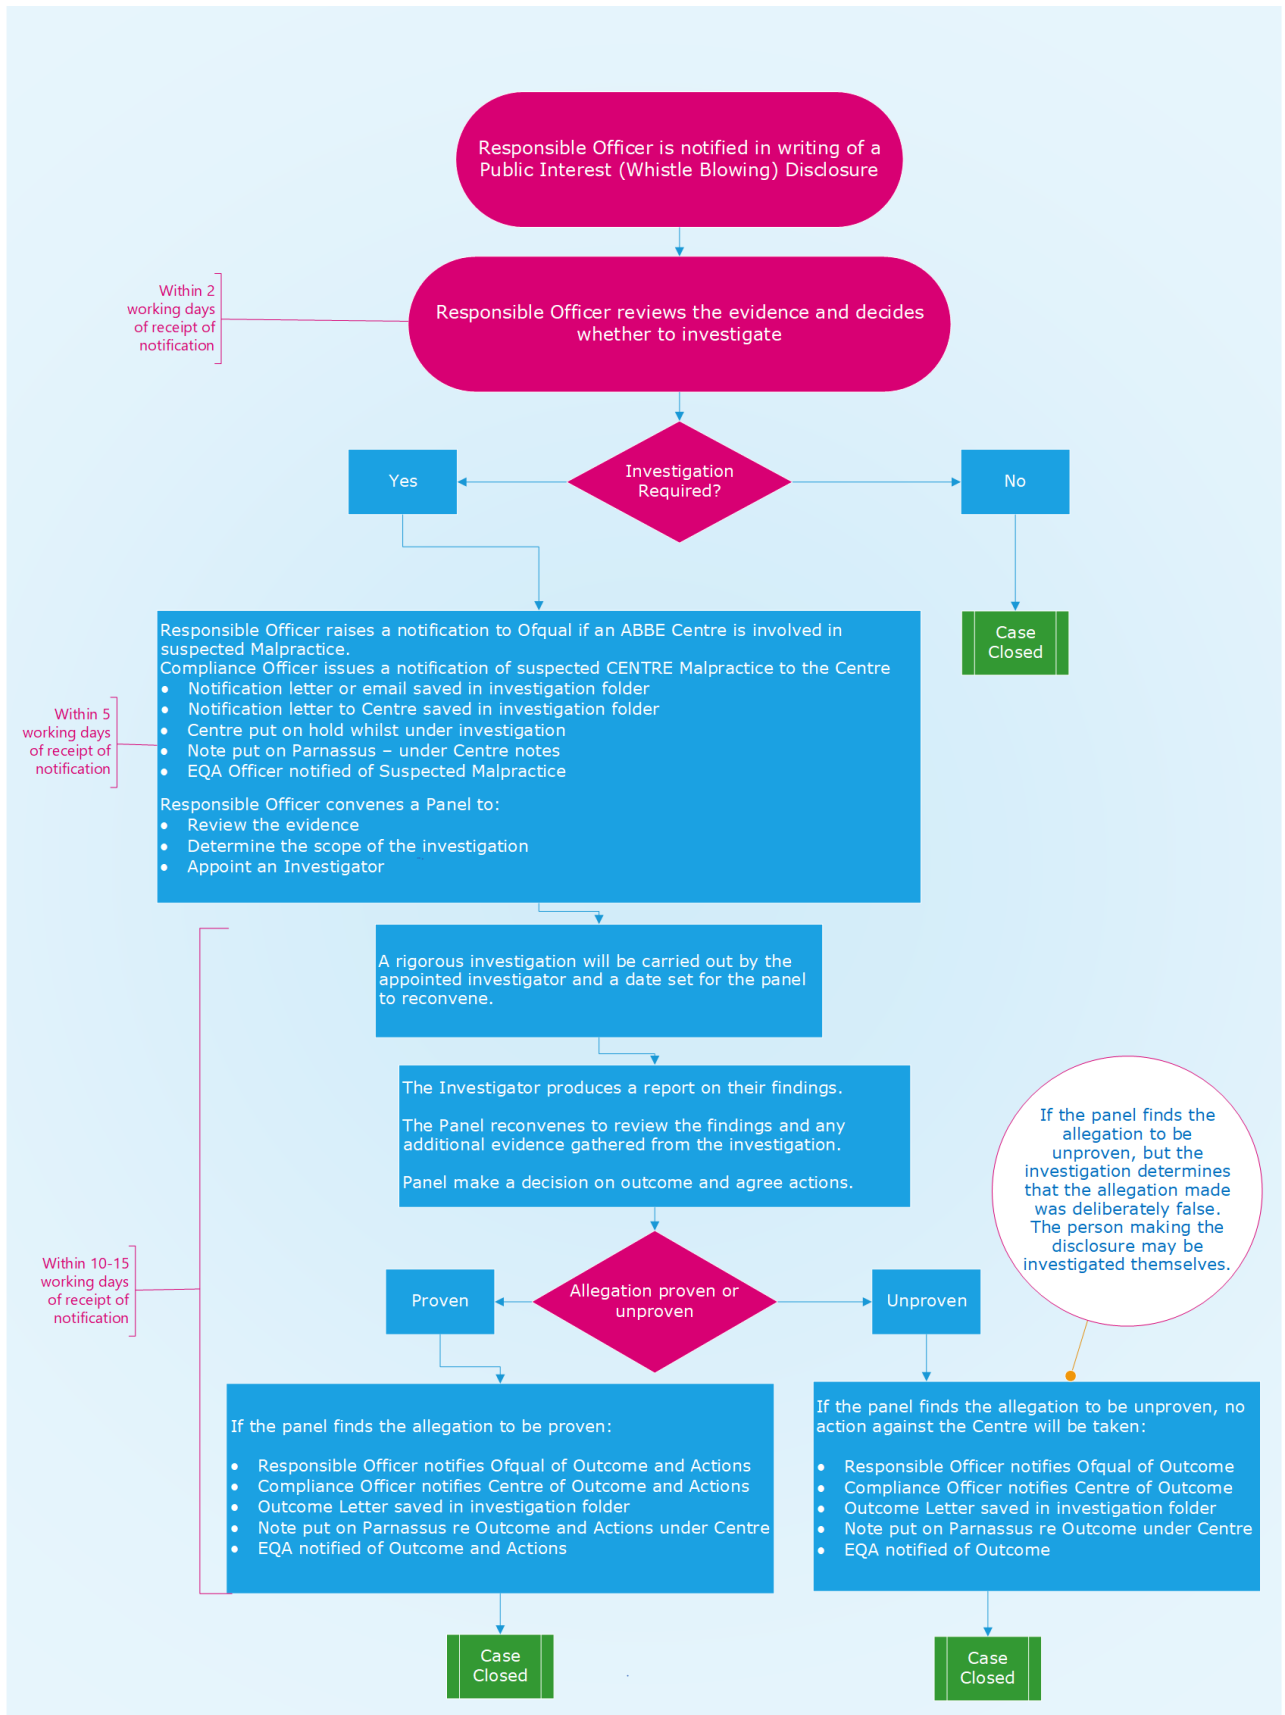 Responsible Officer is notified in writing of a
Public Interest (Whistle Blowing) Disclosure
Within 2
working days
of receipt of
notification
Responsible Officer reviews the evidence and decides
whether to investigate
Investigation
Required?
Yes
No
Case
Closed
Within 5
working days
of receipt of
notification
Responsible Officer raises a notification to Ofqual if an ABBE Centre is involved in
suspected Malpractice.
Compliance Officer issues a notification of suspected CENTRE Malpractice to the Centre
● Notification letter or email saved in investigation folder
● Notification letter to Centre saved in investigation folder
● Centre put on hold whilst under investigation
● Note put on Parnassus – under Centre notes
● EQA Officer notified of Suspected Malpractice
Responsible Officer convenes a Panel to:
● Review the evidence
● Determine the scope of the investigation
● Appoint an Investigator
A rigorous investigation will be carried out by the
appointed investigator and a date set for the panel
to reconvene.
The Investigator produces a report on their findings.
The Panel reconvenes to review the findings and any
additional evidence gathered from the investigation.
Panel make a decision on outcome and agree actions.
If the panel finds the
allegation to be
unproven, but the
investigation determines
that the allegation made
was deliberately false.
The person making the
disclosure may be
investigated themselves.
Within 10-15
working days
of receipt of
notification
Allegation proven or
unproven
Proven
Unproven
If the panel finds the allegation to be proven:
● Responsible Officer notifies Ofqual of Outcome and Actions
● Compliance Officer notifies Centre of Outcome and Actions
● Outcome Letter saved in investigation folder
● Note put on Parnassus re Outcome and Actions under Centre
● EQA notified of Outcome and Actions
If the panel finds the allegation to be unproven, no
action against the Centre will be taken:
● Responsible Officer notifies Ofqual of Outcome
● Compliance Officer notifies Centre of Outcome
● Outcome Letter saved in investigation folder
● Note put on Parnassus re Outcome under Centre
● EQA notified of Outcome
Case
Closed
Case
Closed